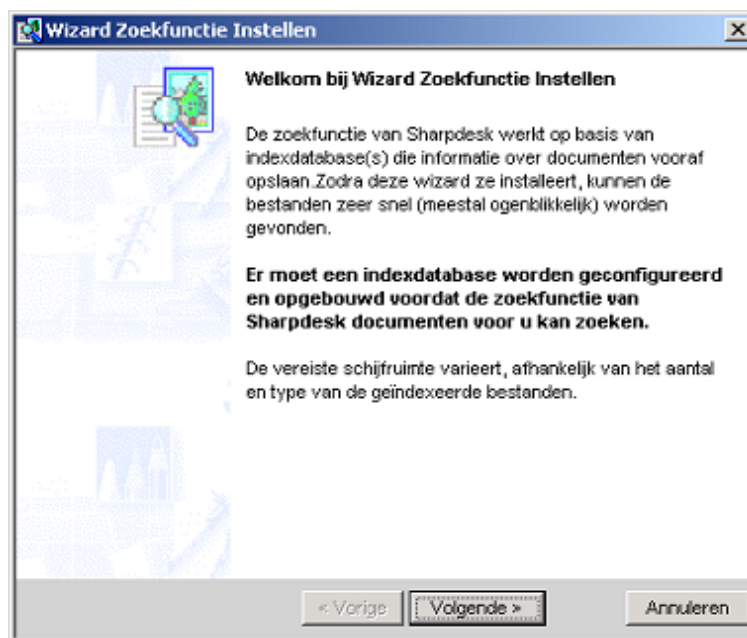 Wizard Zoekfunctie Instellen
Welkom bij Wizard Zoekfunctie Instellen
De zoekfunctie van Sharpdesk werkt op basis van
indexdatabase(s) die informatie over documenten vooraf
opslaan.Zodra deze wizard ze installeert, kunnen de
bestanden zeer snel (meestal ogenblikkelijk) worden
gevonden.
Er moet een indexdatabase worden geconfigureerd
en opgebouwd voordat de zoekfunctie van
Sharpdesk documenten voor u kan zoeken.
De vereiste schijfruimte varieert, afhankelijk van het aantal
en type van de geïndexeerde bestanden.
< Vorige
Volgende >
Annuleren